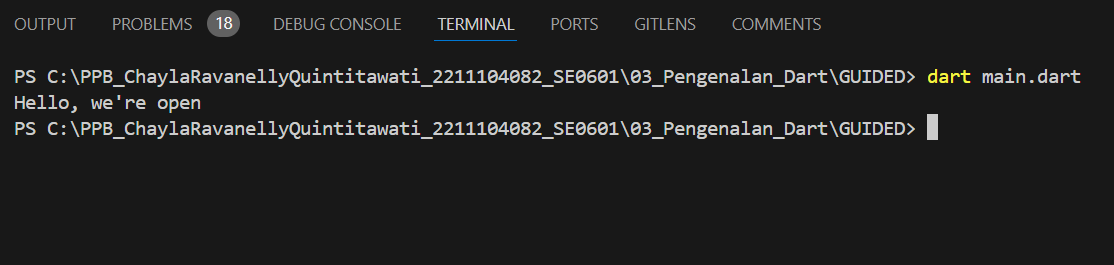 OUTPUT PROBLEMS 18 DEBUG CONSOLE TERMINAL PORTS GITLENS COMMENTS
PS C:\PPB_ChaylaRavanellyQuintitawati_2211104082_SE0601\03_Pengenalan_Dart\GUIDED> dart main.dart
Hello, we're open
PS C:\PPB_ChaylaRavanellyQuintitawati_2211104082_SE0601\03_Pengenalan_Dart\GUIDED>